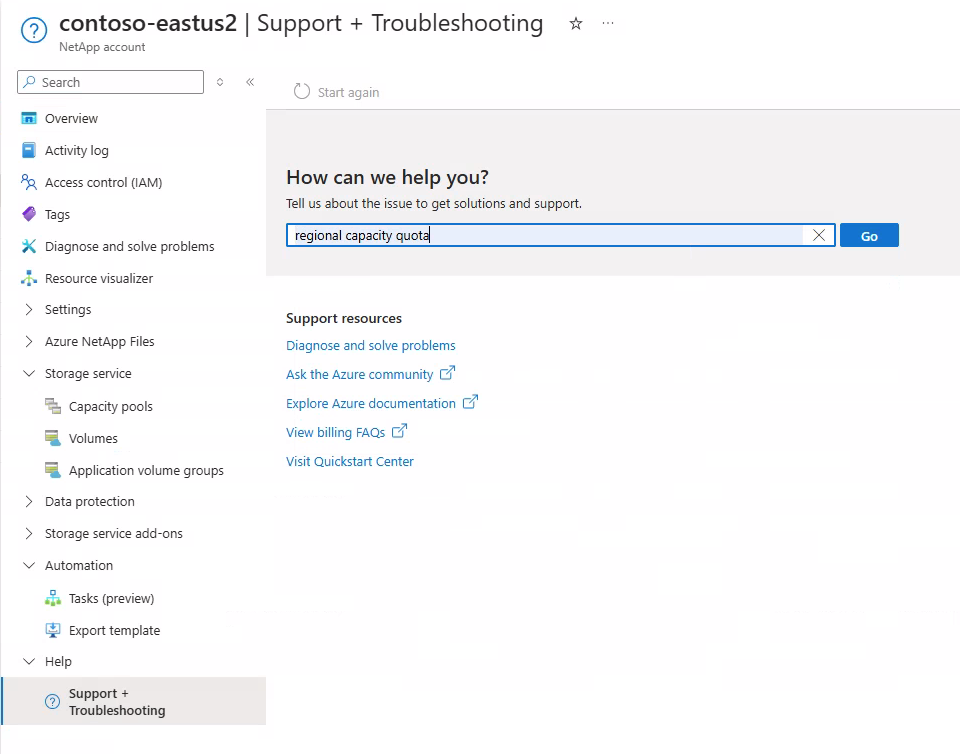 contoso-eastus2 | Support + Troubleshooting
NetApp account
Search
Overview
Activity log
Access control (IAM)
Tags
Diagnose and solve problems
Resource visualizer
Settings
Azure NetApp Files
Storage service
Capacity pools
Volumes
Application volume groups
Data protection
Storage service add-ons
Automation
Tasks (preview)
Export template
Help
Support +
Troubleshooting
Start again
How can we help you?
Tell us about the issue to get solutions and support.
regional capacity quota
Go
Support resources
Diagnose and solve problems
Ask the Azure community
Explore Azure documentation
View billing FAQs
Visit Quickstart Center